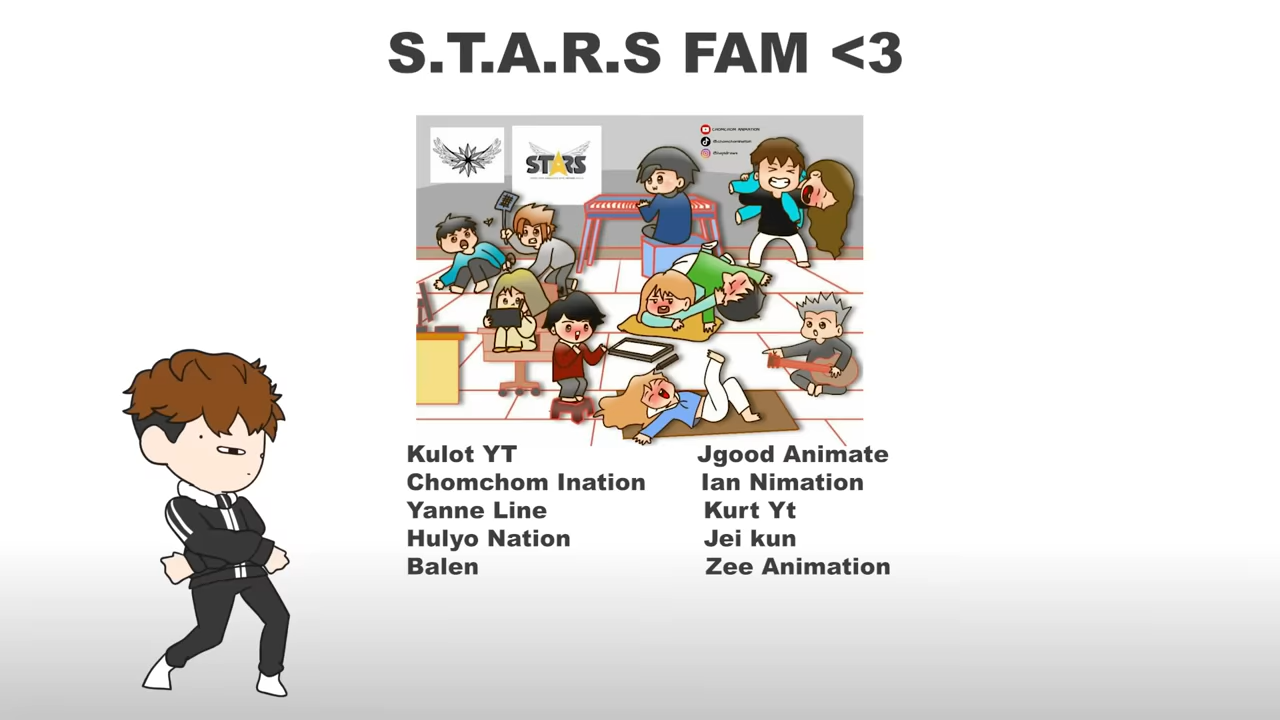 S.T.A.R.S FAM <3
STARS
Kulot YT
Chomchom Ination
Yanne Line
Hulyo Nation
Balen
Jgood Animate
Ian Nimation
Kurt Yt
Jei kun
Zee Animation